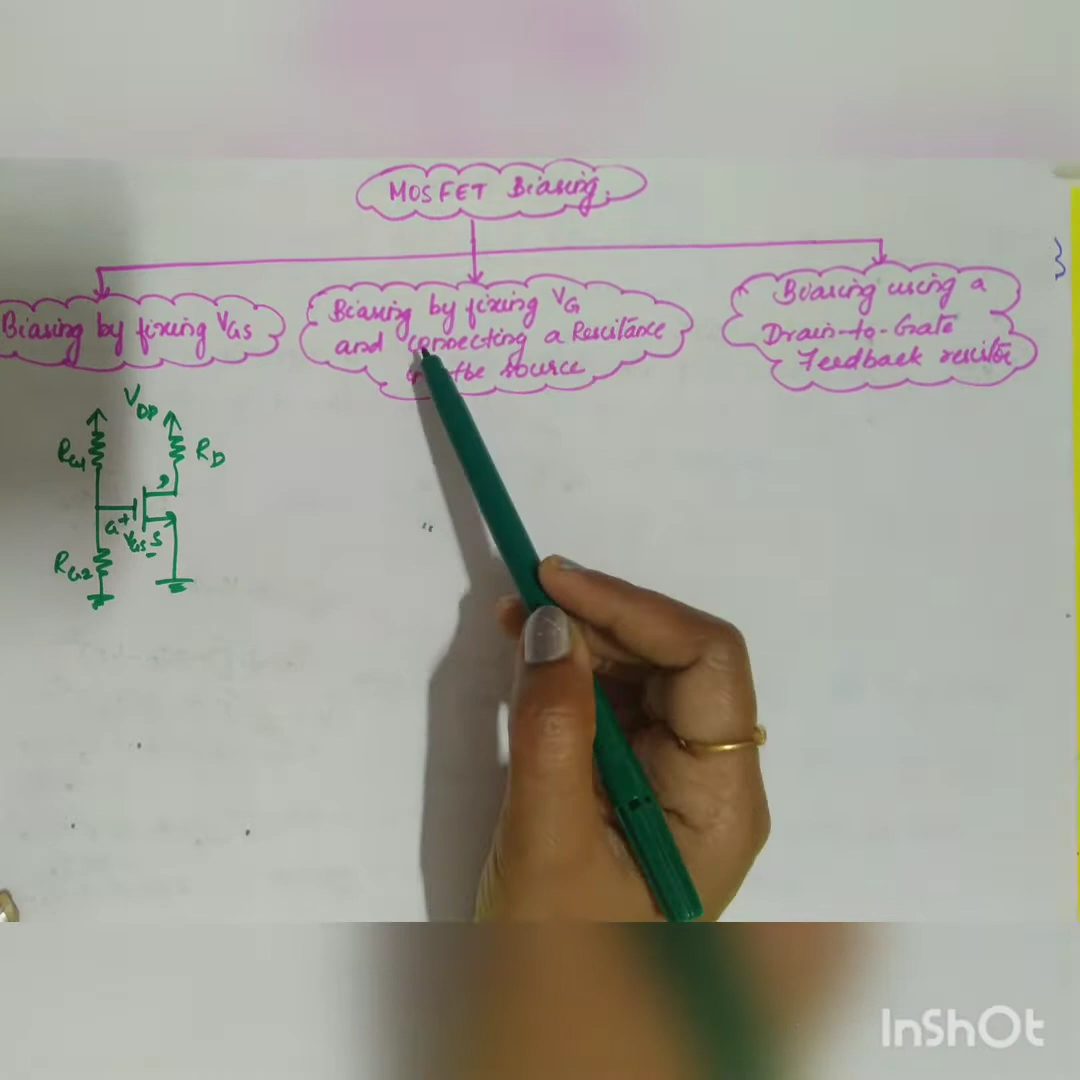 MOSFET Biasing.
Biasing by fixing VGS
Biasing by fixing VG
and connecting a Resistance
the source
Biasing using a
Drain-to-Gate
Feedback resistor
VDD
RG1
RD
G+
VGS S
RG2
InShOt